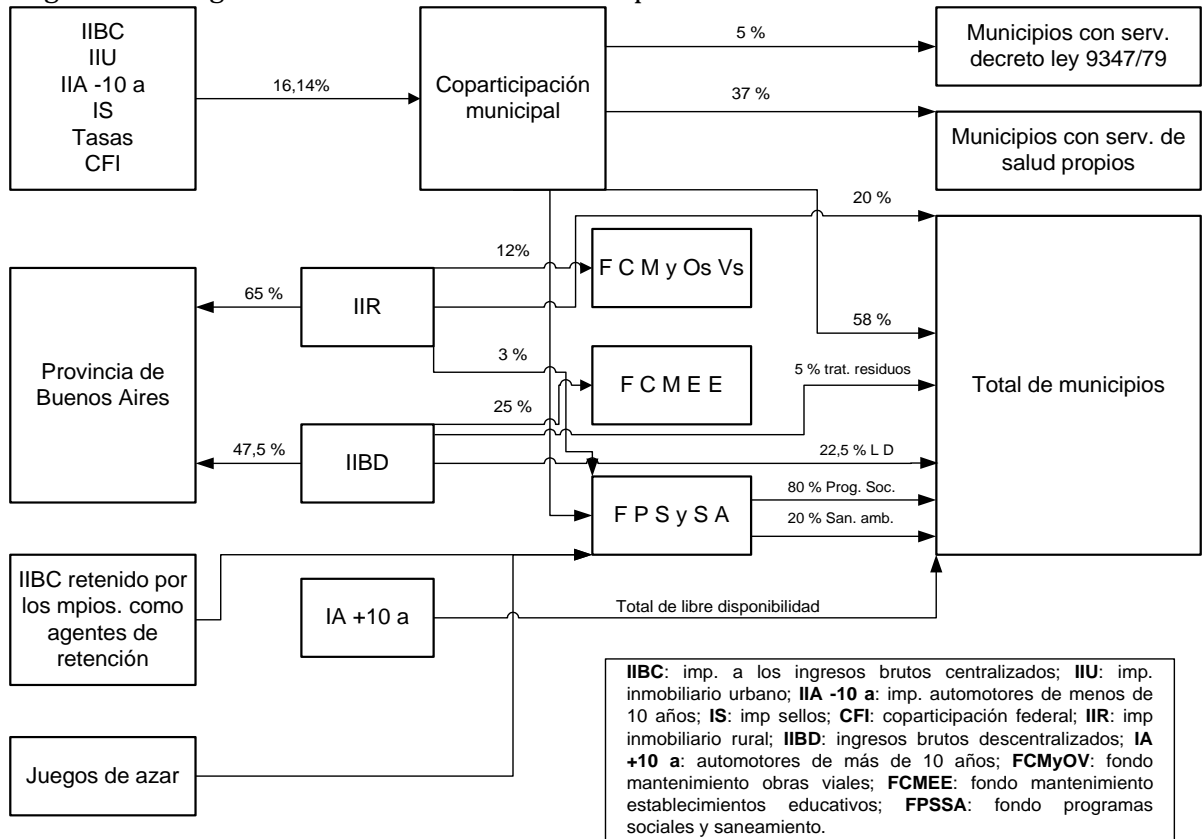 IIBC
IIU
IIA -10 a
IS
Tasas
CFI
16,14%
Coparticipación
municipal
5 %
Municipios con serv.
decreto ley 9347/79
37 %
Municipios con serv. de
salud propios
20 %
12%
F C M y Os Vs
65 %
IIR
58 %
Provincia de
Buenos Aires
3 %
F C M E E
5 % trat. residuos
Total de municipios
25 %
47,5 %
IIBD
22,5 % L D
F P S y S A
80 % Prog. Soc.
20 % San. amb.
IIBC retenido por
los mpios. como
agentes de
retención
IA +10 a
Total de libre disponibilidad
Juegos de azar
IIBC: imp. a los ingresos brutos centralizados; IIU: imp.
inmobiliario urbano; IIA -10 a: imp. automotores de menos de
10 años; IS: imp sellos; CFI: coparticipación federal; IIR: imp
inmobiliario rural; IIBD: ingresos brutos descentralizados; IA
+10 a: automotores de más de 10 años; FCMyOV: fondo
mantenimiento obras viales; FCMEE: fondo mantenimiento
establecimientos educativos; FPSSA: fondo programas
sociales y saneamiento.